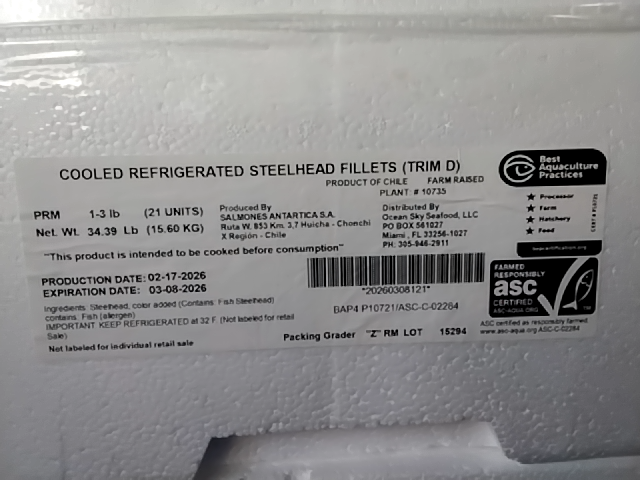 COOLED REFRIGERATED STEELHEAD FILLETS (TRIM D)
PRODUCT OF CHILE FARM RAISED
PLANT # 10735
PRM 1-3 lb (21 UNITS)
Net. Wt. 34.39 Lb (15.60 KG)
Produced By
SALMONES ANTARTICA S.A.
Ruta W. 853 Km. 3,7 Huicha - Chonchi
X Región - Chile
Distributed By
Ocean Sky Seafood, LLC
PO BOX 561027
Miami , FL 33256-1027
PH: 305-946-2911
"This product is intended to be cooked before consumption"
PRODUCTION DATE: 02-17-2026
EXPIRATION DATE: 03-08-2026
Ingredients: Steelhead, color added (Contains: Fish Steelhead)
contains: Fish (allergen)
IMPORTANT KEEP REFRIGERATED at 32 F. (Not labeled for retail
Sale)
Not labeled for individual retail sale
*20260308121*
BAP4 P10721/ASC-C-02284
Packing Grader "Z" RM LOT 15294
Best
Aquaculture
Practices
Processor
Farm
Hatchery
Feed
FARMED
RESPONSIBLY
asc
CERTIFIED
ASC-AQUA.ORG
TM
ASC certified as responsibly farmed.
www.asc-aqua.org ASC-C-02284